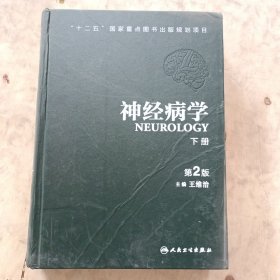 "十二五"国家重点图书出版规划项目
神经病学
NEUROLOGY
下册
第2版
主编 王维治
人民卫生出版社